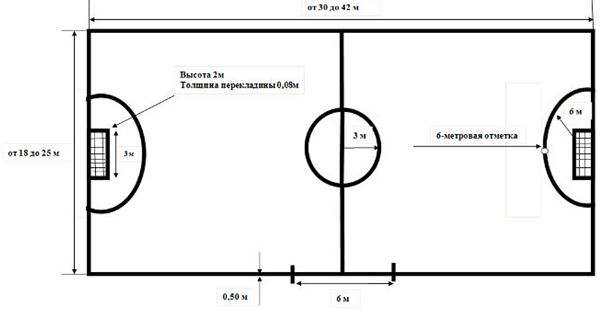 от 30 до 42 м
Высота 2м
Толщина перекладины 0,08м
6 м
3 м
6-метровая отметка
от 18 до 25 м
3м
0,50 м
6 м